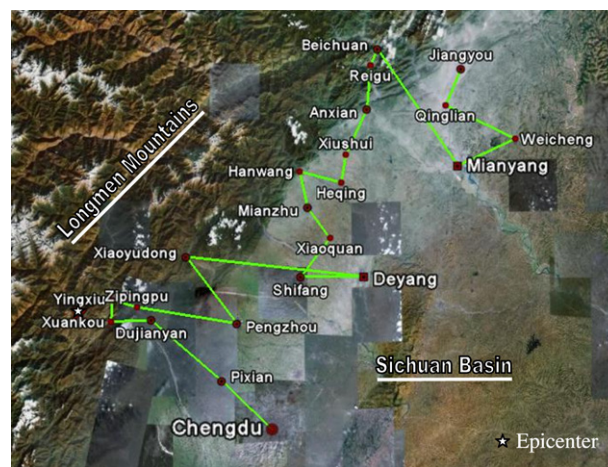 Beichuan
Jiangyou
Reigu
Anxian
Qinglian
Xiushui
Weicheng
Longmen Mountains
Hanwang
Mianyang
Heqing
Mianzhu
Xiaoquan
Xiaoyudong
Deyang
Shifang
Yingxiu
Zipingpu
Xuankou
Dujianyan
Pengzhou
Sichuan Basin
Pixian
Chengdu
Epicenter